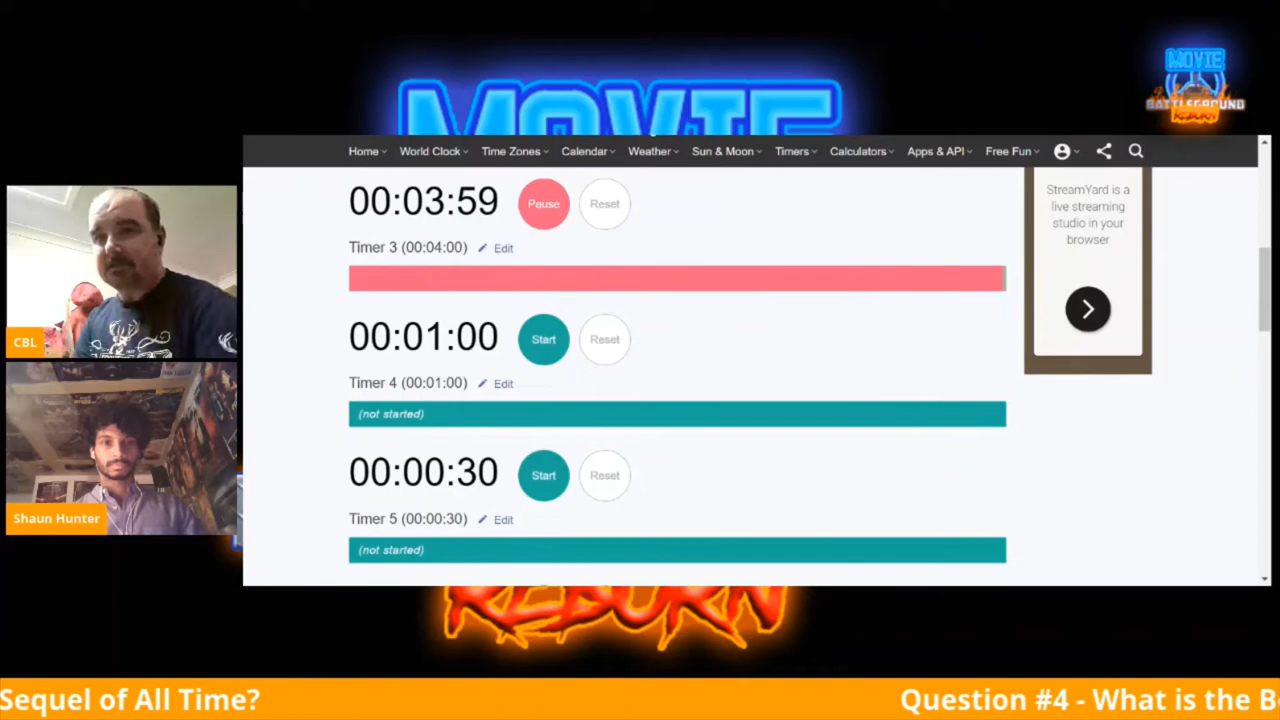 MOVIE
MOVIE
BATTLEGROUND
REBORN
Home World Clock Time Zones Calendar Weather Sun & Moon Timers Calculators Apps & API Free Fun
00:03:59
Pause
Reset
Timer 3 (00:04:00)
Edit
StreamYard is a
live streaming
studio in your
browser
00:01:00
Start
Reset
Timer 4 (00:01:00)
Edit
(not started)
00:00:30
Start
Reset
Timer 5 (00:00:30)
Edit
(not started)
CBL
Shaun Hunter
REBORN
Sequel of All Time?
Question #4 - What is the B